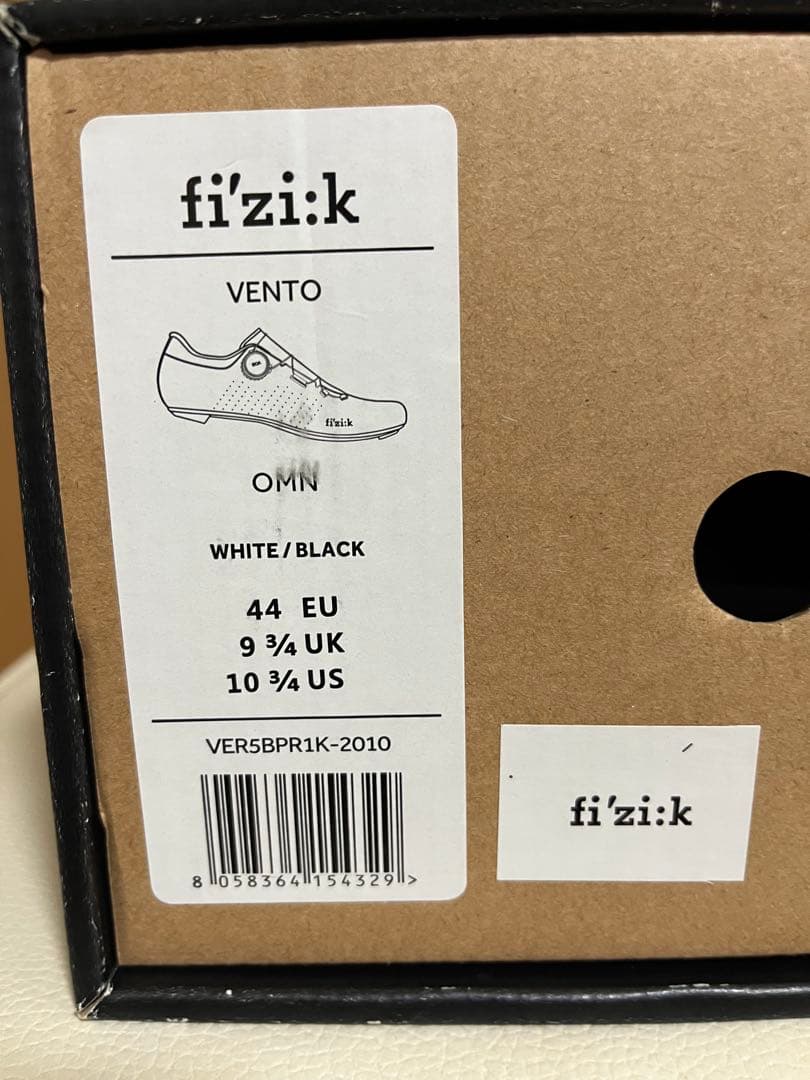 fi'zi:k
VENTO
BOA
fi'zi:k
OMN
WHITE / BLACK
44 EU
9 ¾ UK
10 ¾ US
VER5BPR1K-2010
8 058364 154329 >
fi'zi:k